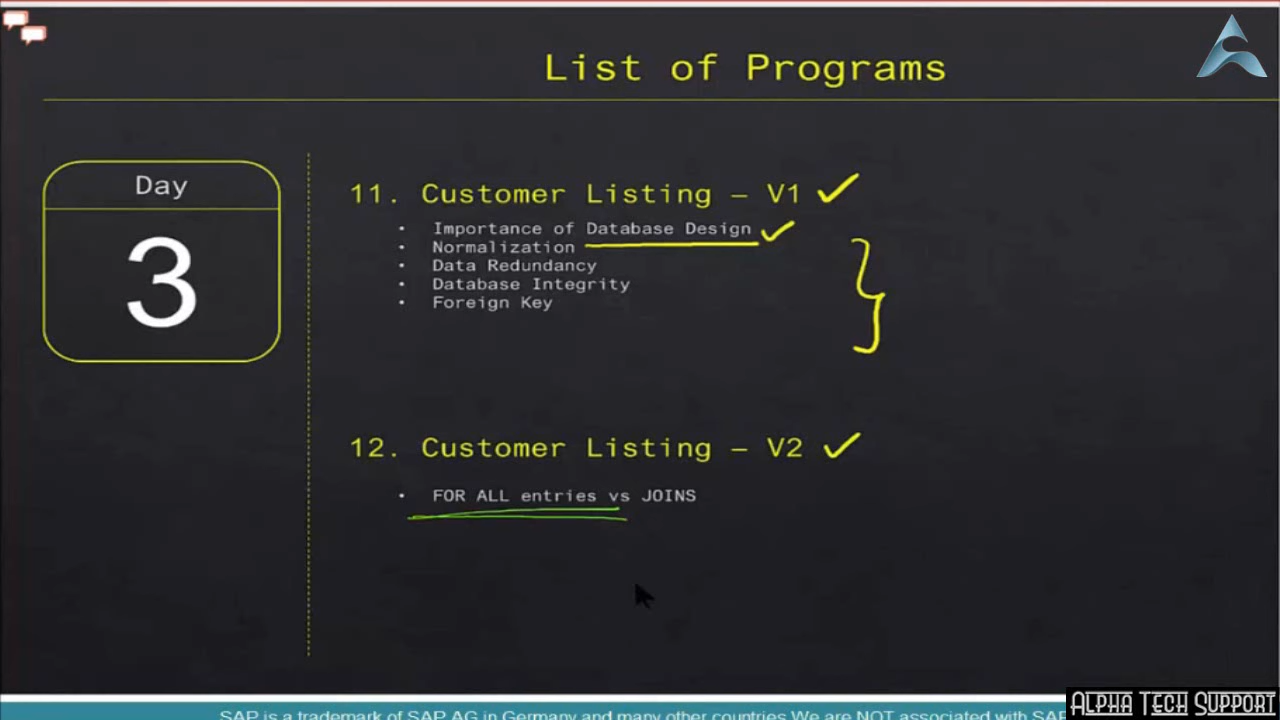 List of Programs
Day
3
11. Customer Listing – V1
• Importance of Database Design
• Normalization
• Data Redundancy
• Database Integrity
• Foreign Key
12. Customer Listing – V2
• FOR ALL entries vs JOINS
SAP is a trademark of SAP AG in Germany and many other countries We are NOT associated with SAP
ALPHA TECH SUPPORT